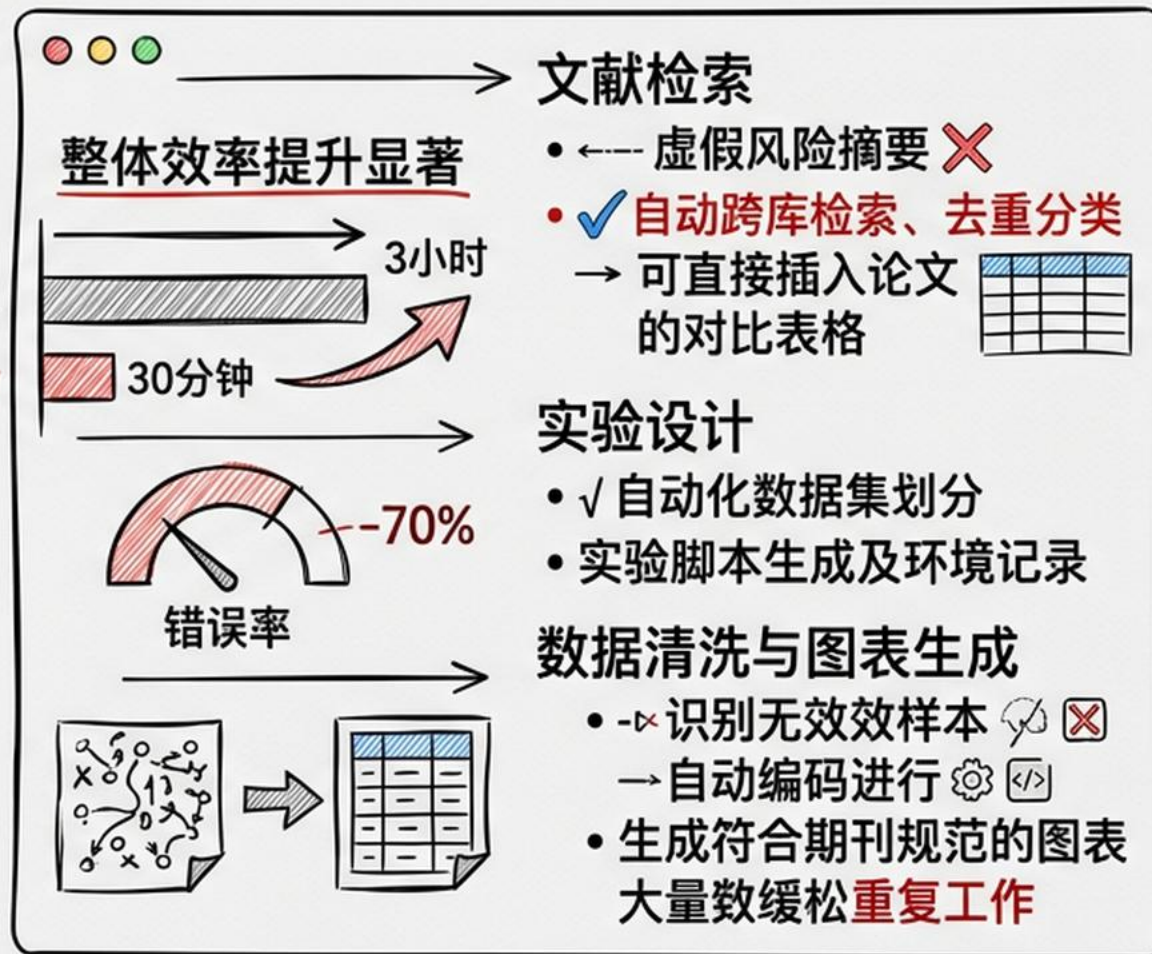 整体效率提升显著
3小时
30分钟
-70%
错误率
文献检索
• 虚假风险摘要
• 自动跨库检索、去重分类
→ 可直接插入论文
的对比表格
实验设计
• √ 自动化数据集划分
• 实验脚本生成及环境记录
数据清洗与图表生成
• 识别无效效样本
→自动编码进行 </>
• 生成符合期刊规范的图表
大量数缓松重复工作